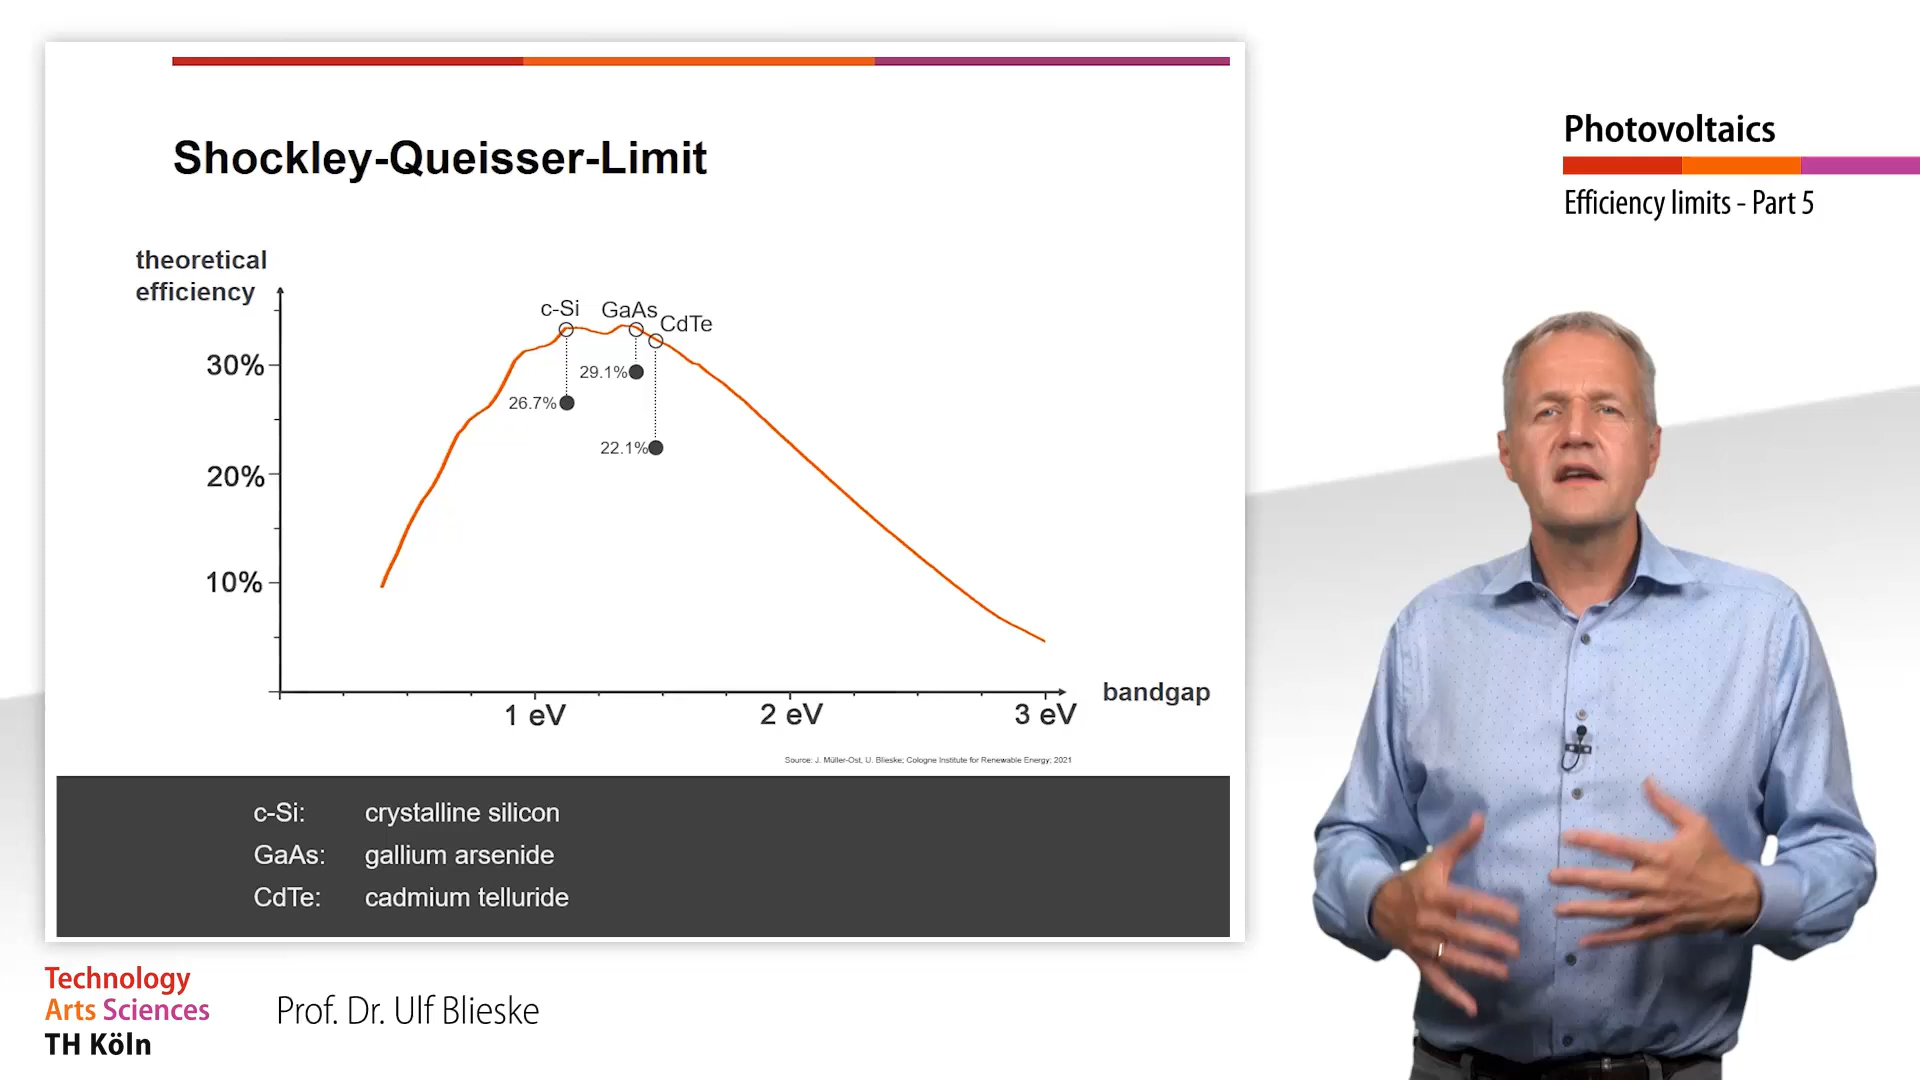 Shockley-Queisser-Limit
theoretical
efficiency
c-Si
GaAs
CdTe
30%
29.1%
26.7%
22.1%
20%
10%
1 eV
2 eV
3 eV
bandgap
Source: J. Müller-Ost, U. Blieske; Cologne Institute for Renewable Energy; 2021
c-Si: crystalline silicon
GaAs: gallium arsenide
CdTe: cadmium telluride
Photovoltaics
Efficiency limits - Part 5
Technology
Arts Sciences
TH Köln
Prof. Dr. Ulf Blieske